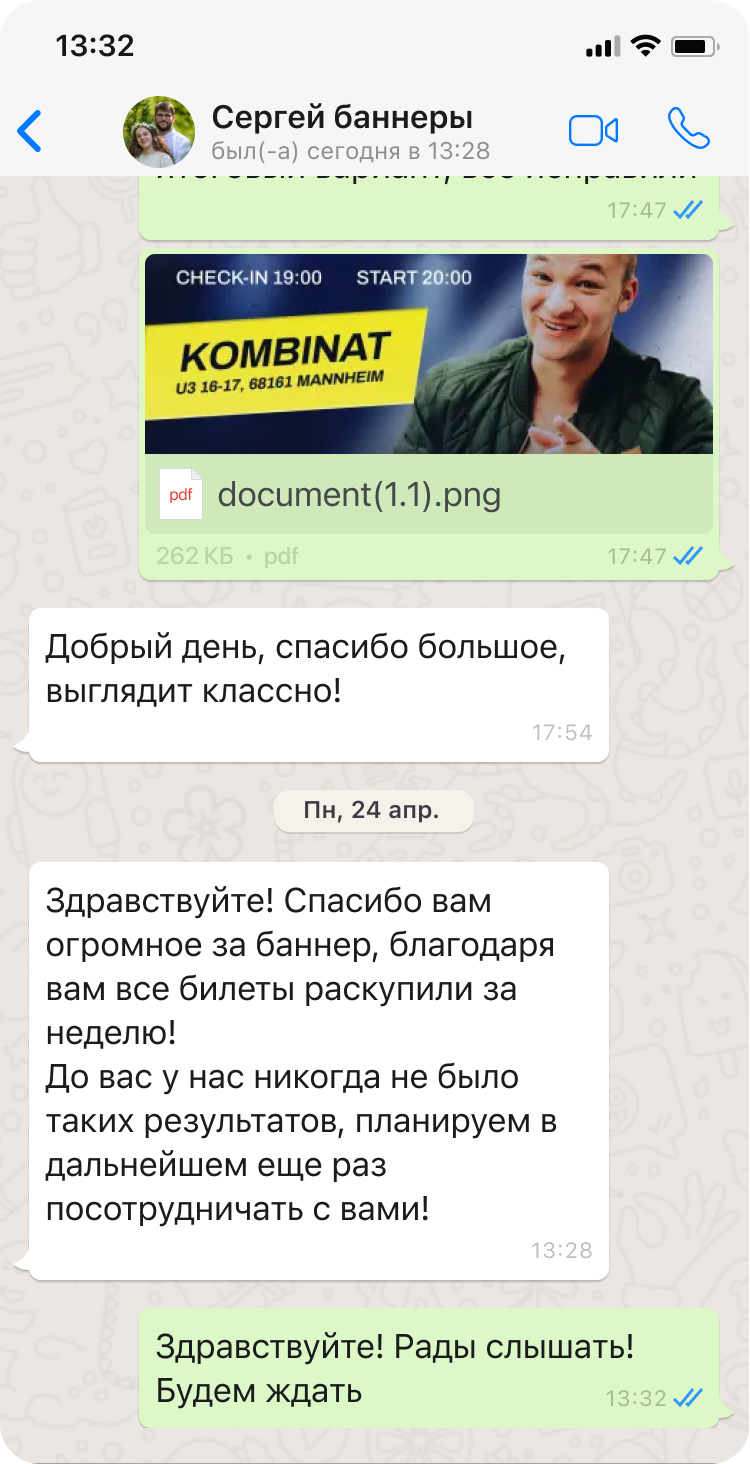 13:32
Сергей баннеры
был(-а) сегодня в 13:28
17:47
CHECK-IN 19:00 START 20:00
KOMBINAT
U3 16-17, 68161 MANNHEIM
pdf document(1.1).png
262 КБ • pdf 17:47
Добрый день, спасибо большое,
выглядит классно!
17:54
Пн, 24 апр.
Здравствуйте! Спасибо вам
огромное за баннер, благодаря
вам все билеты раскупили за
неделю!
До вас у нас никогда не было
таких результатов, планируем в
дальнейшем еще раз
посотрудничать с вами!
13:28
Здравствуйте! Рады слышать!
Будем ждать 13:32